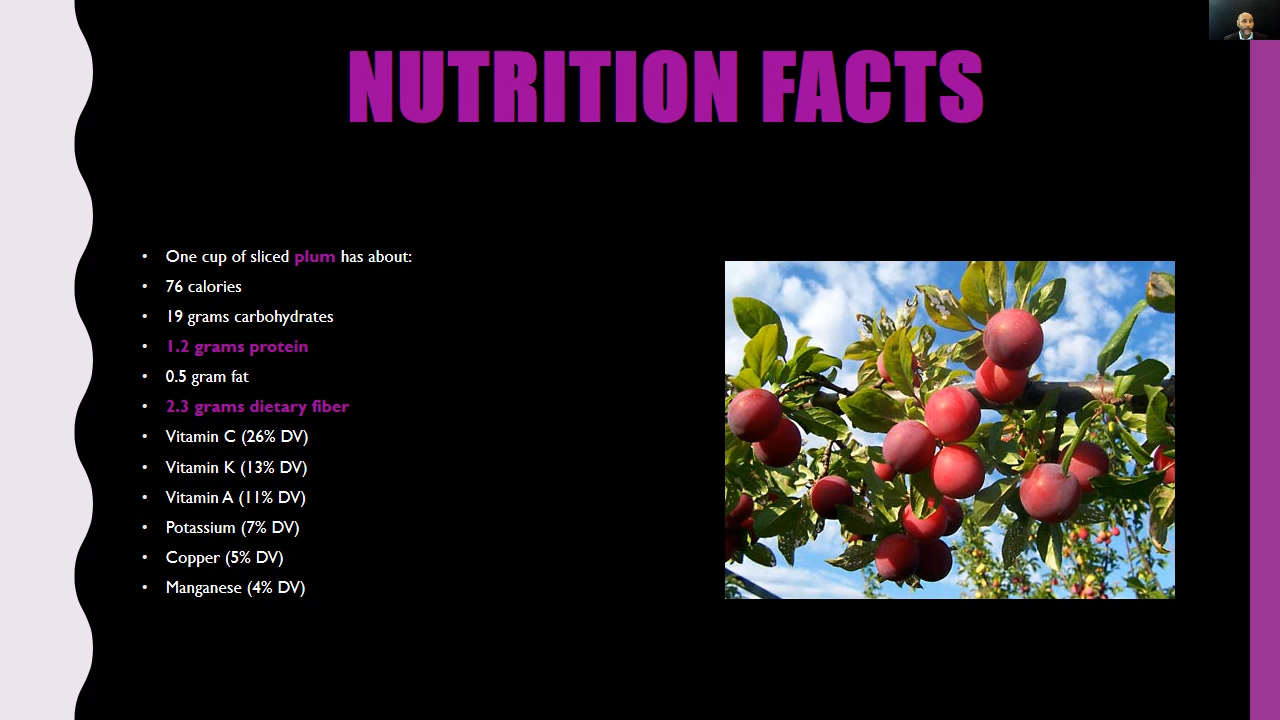 NUTRITION FACTS
• One cup of sliced plum has about:
• 76 calories
• 19 grams carbohydrates
• 1.2 grams protein
• 0.5 gram fat
• 2.3 grams dietary fiber
• Vitamin C (26% DV)
• Vitamin K (13% DV)
• Vitamin A (11% DV)
• Potassium (7% DV)
• Copper (5% DV)
• Manganese (4% DV)